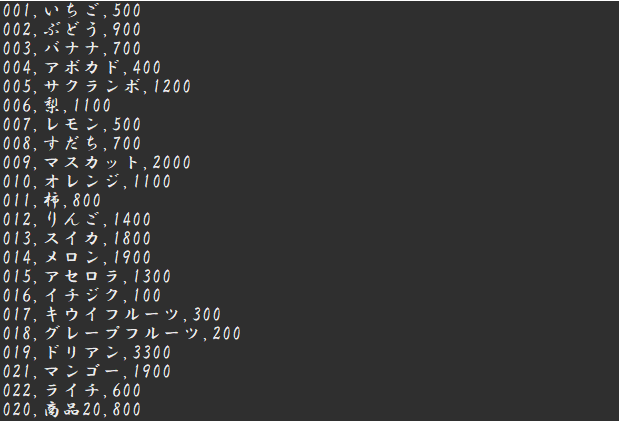 001,いちご,500
002,ぶどう,900
003,バナナ,700
004,アボカド,400
005,サクランボ,1200
006,梨,1100
007,レモン,500
008,すだち,700
009,マスカット,2000
010,オレンジ,1100
011,柿,800
012,りんご,1400
013,スイカ,1800
014,メロン,1900
015,アセロラ,1300
016,イチジク,100
017,キウイフルーツ,300
018,グレープフルーツ,200
019,ドリアン,3300
021,マンゴー,1900
022,ライチ,600
020,商品20,800